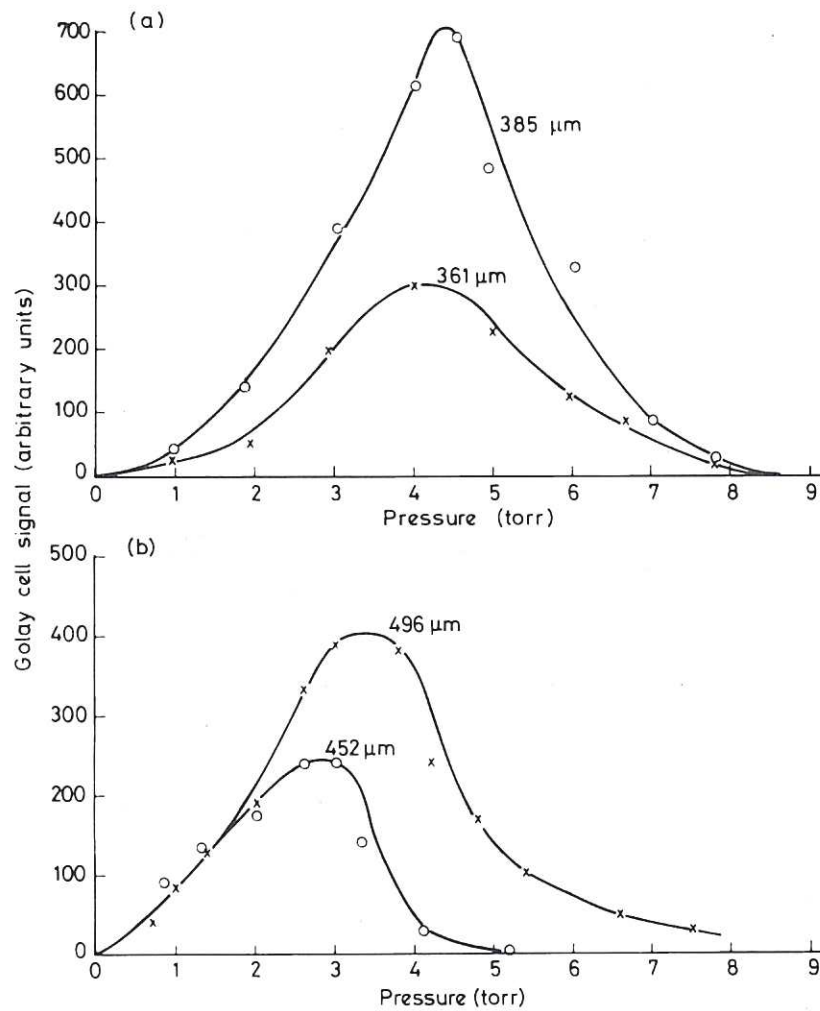 (a)
700
600
500
400
300
200
100
0
385 μm
361 μm
0 1 2 3 4 5 6 7 8 9
Pressure (torr)
Golay cell signal (arbitrary units)
(b)
500
400
300
200
100
0
496 μm
452 μm
0 1 2 3 4 5 6 7 8 9
Pressure (torr)